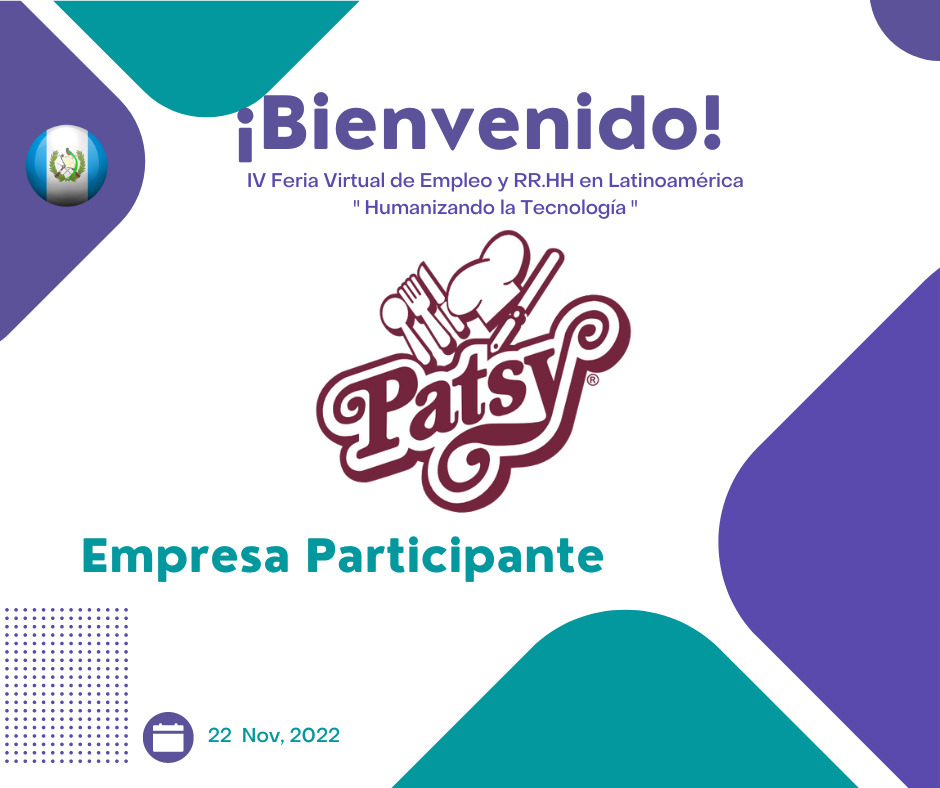 ¡Bienvenido!
IV Feria Virtual de Empleo y RR.HH en Latinoamérica
" Humanizando la Tecnología "
Patsy®
Empresa Participante
22 Nov, 2022